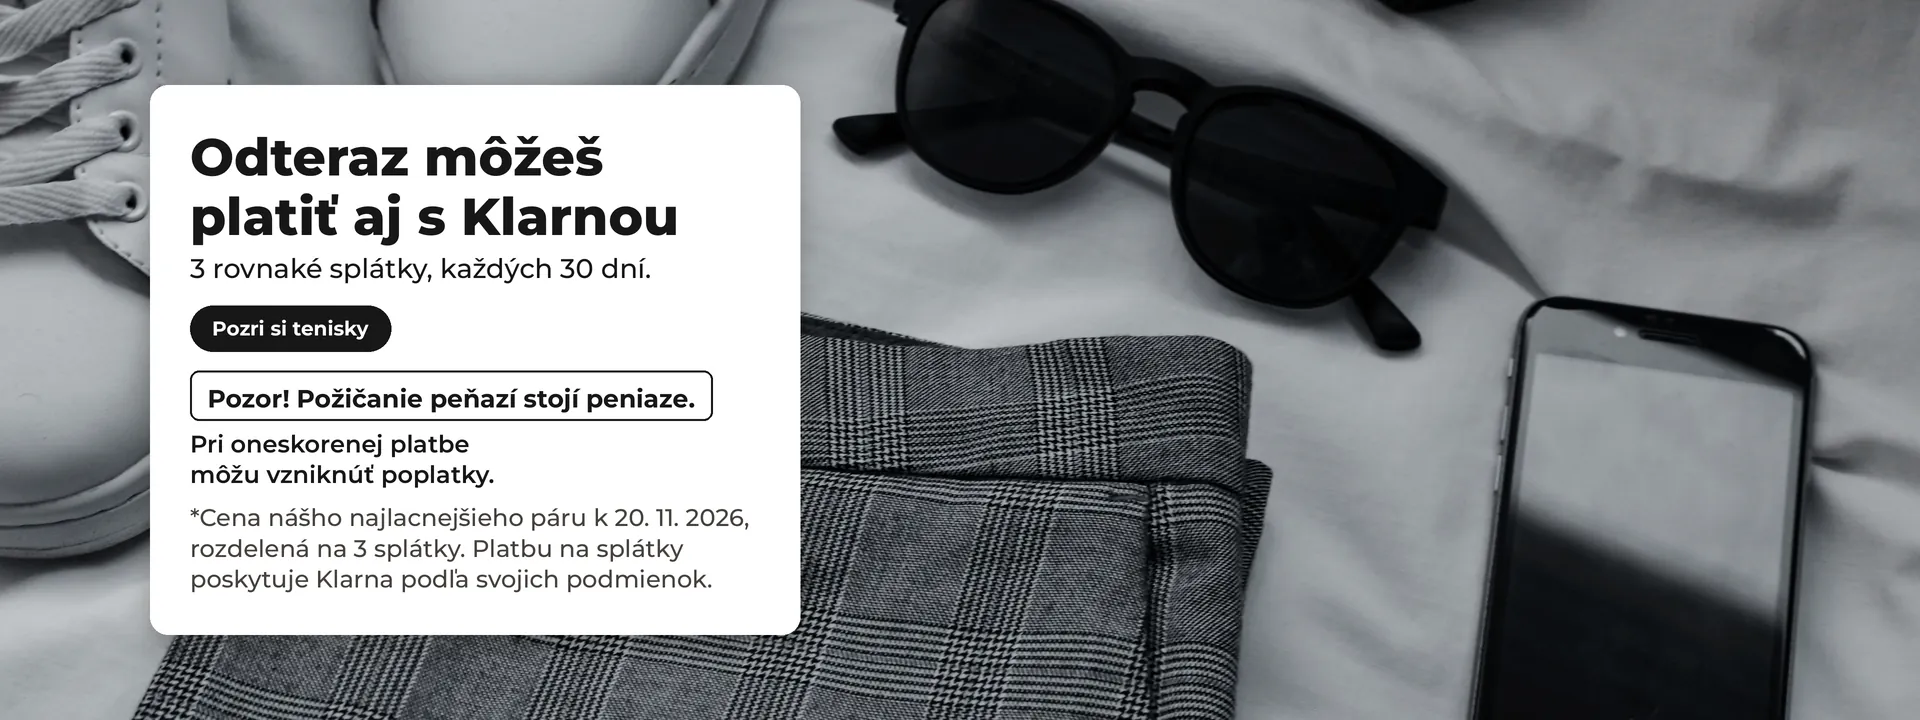 Odteraz môžeš
platiť aj s Klarnou
3 rovnaké splátky, každých 30 dní.
Pozri si tenisky
Pozor! Požičanie peňazí stojí peniaze.
Pri oneskorenej platbe
môžu vzniknúť poplatky.
*Cena nášho najlacnejšieho páru k 20. 11. 2026,
rozdelená na 3 splátky. Platbu na splátky
poskytuje Klarna podľa svojich podmienok.